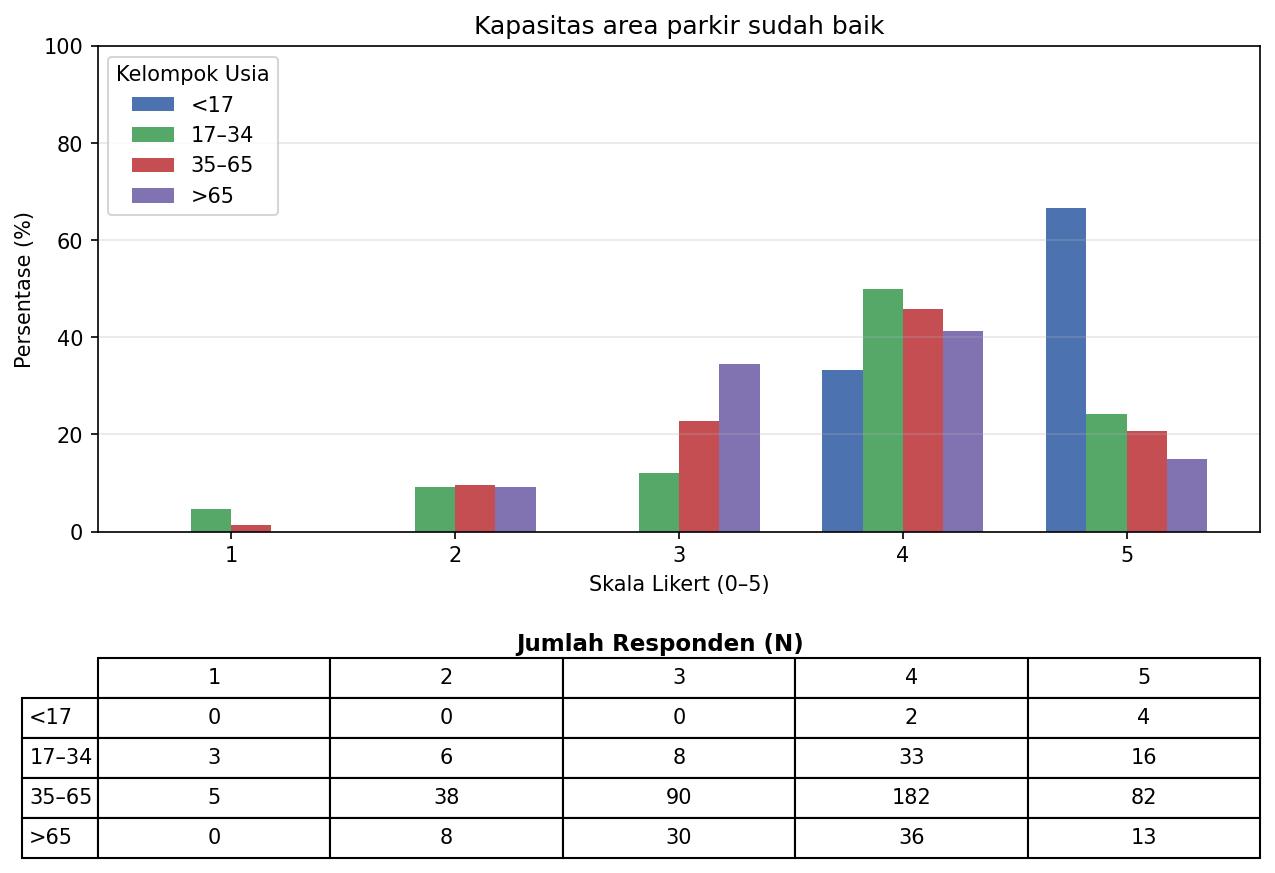 Kapasitas area parkir sudah baik
Persentase (%)
100
80
60
40
20
0
Kelompok Usia
<17
17–34
35–65
>65
1 2 3 4 5
Skala Likert (0–5)
Jumlah Responden (N)
1 2 3 4 5
<17 0 0 0 2 4
17–34 3 6 8 33 16
35–65 5 38 90 182 82
>65 0 8 30 36 13